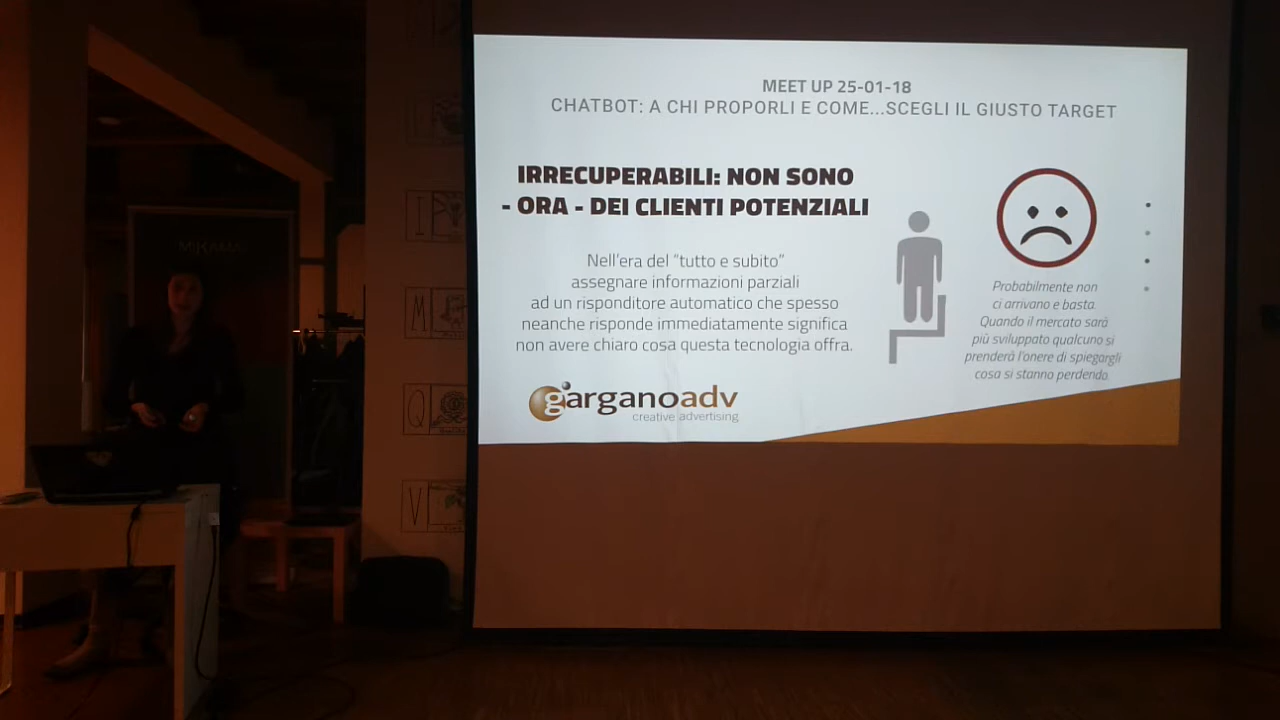 MEET UP 25-01-18
CHATBOT: A CHI PROPORLI E COME...SCEGLI IL GIUSTO TARGET
IRRECUPERABILI: NON SONO
- ORA - DEI CLIENTI POTENZIALI
Nell'era del "tutto e subito"
assegnare informazioni parziali
ad un risponditore automatico che spesso
neanche risponde immediatamente significa
non avere chiaro cosa questa tecnologia offra.
Probabilmente non
ci arrivano e basta.
Quando il mercato sarà
più sviluppato qualcuno si
prenderà l'onere di spiegargli
cosa si stanno perdendo.
garganoadv
creative advertising
I
M
Q
V